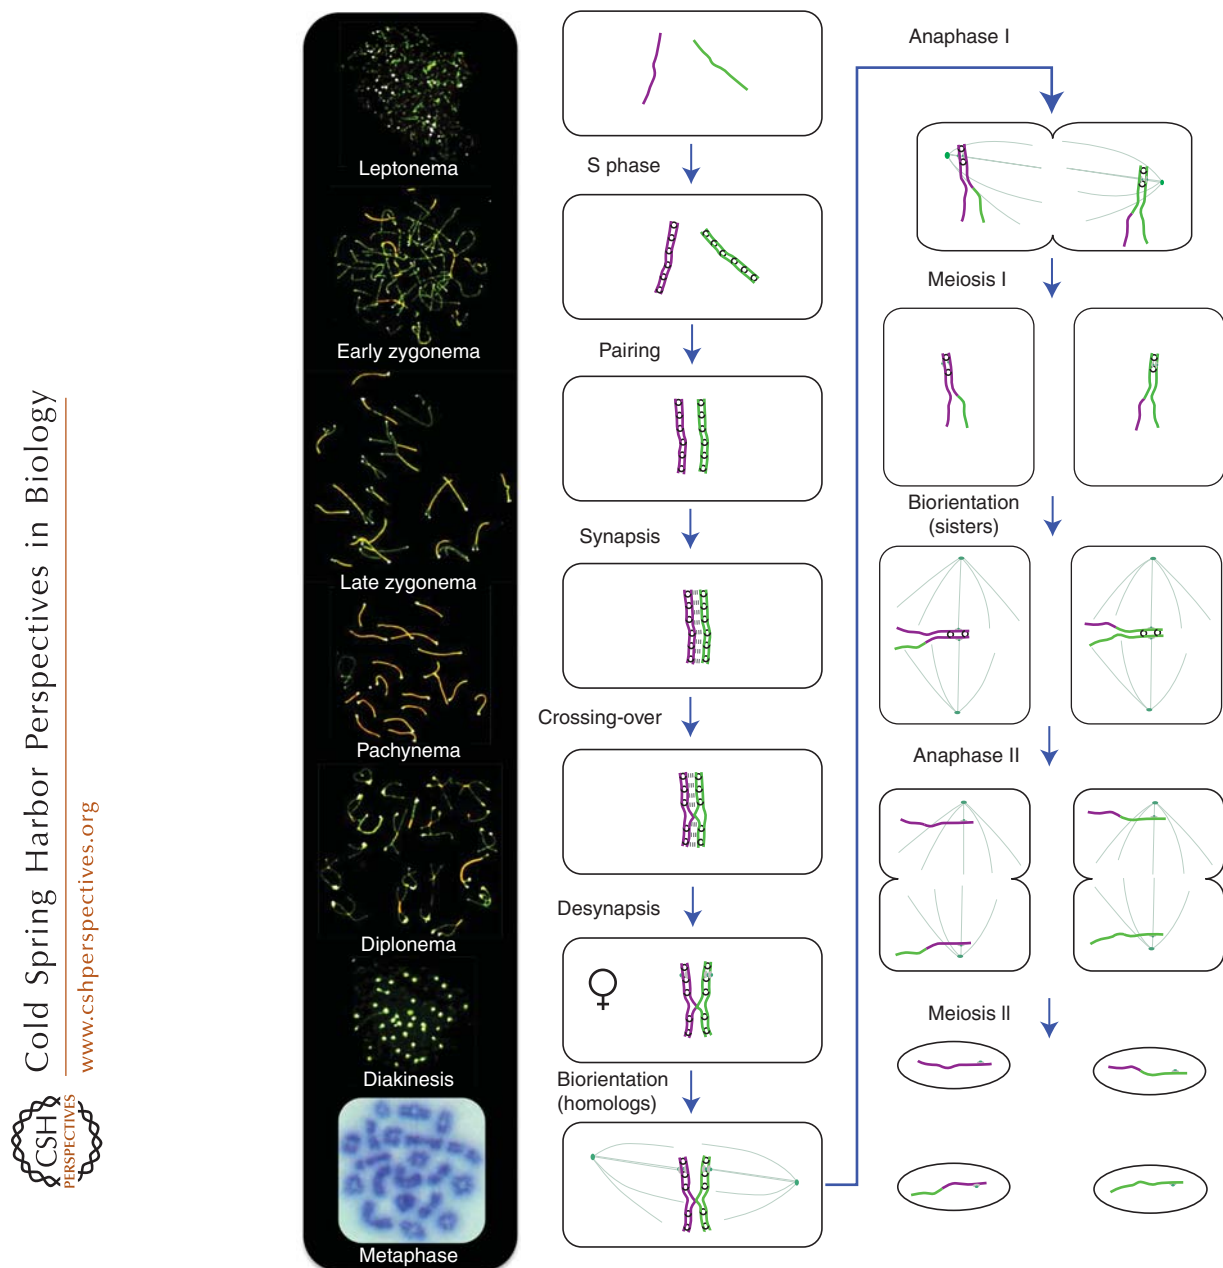 Cold Spring Harbor Perspectives in Biology
www.cshperspectives.org
CSH
PERSPECTIVES
Leptonema
Early zygonema
Late zygonema
Pachynema
Diplonema
Diakinesis
Metaphase
S phase
Pairing
Synapsis
Crossing-over
Desynapsis
Biorientation
(homologs)
Anaphase I
Meiosis I
Biorientation
(sisters)
Anaphase II
Meiosis II